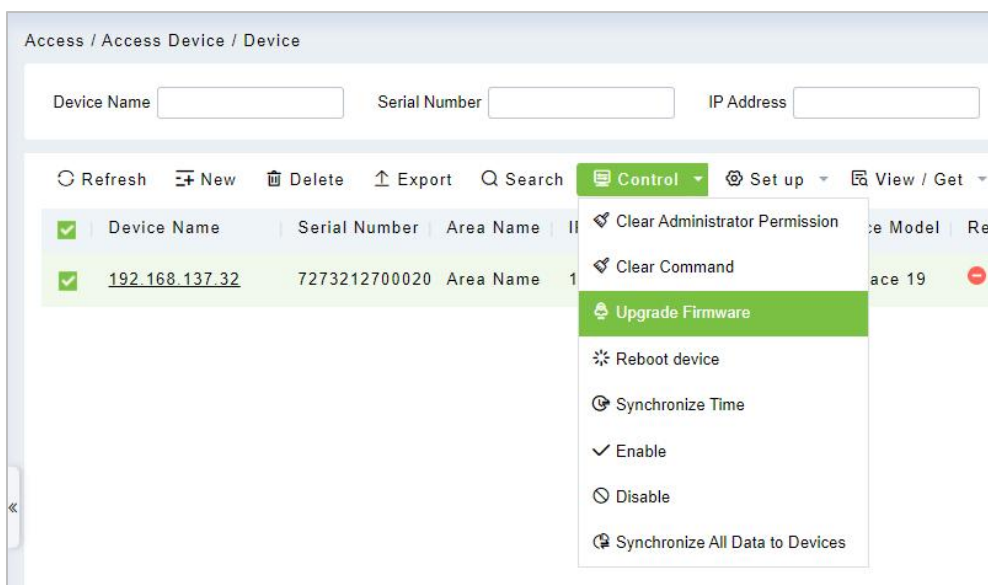 Access / Access Device / Device
Device Name Serial Number IP Address
Refresh New Delete Export Search Control Set up View / Get
Device Name Serial Number Area Name
192.168.137.32 7273212700020 Area Name
Clear Administrator Permission
Clear Command
Upgrade Firmware
Reboot device
Synchronize Time
Enable
Disable
Synchronize All Data to Devices
Model Re
ace 19